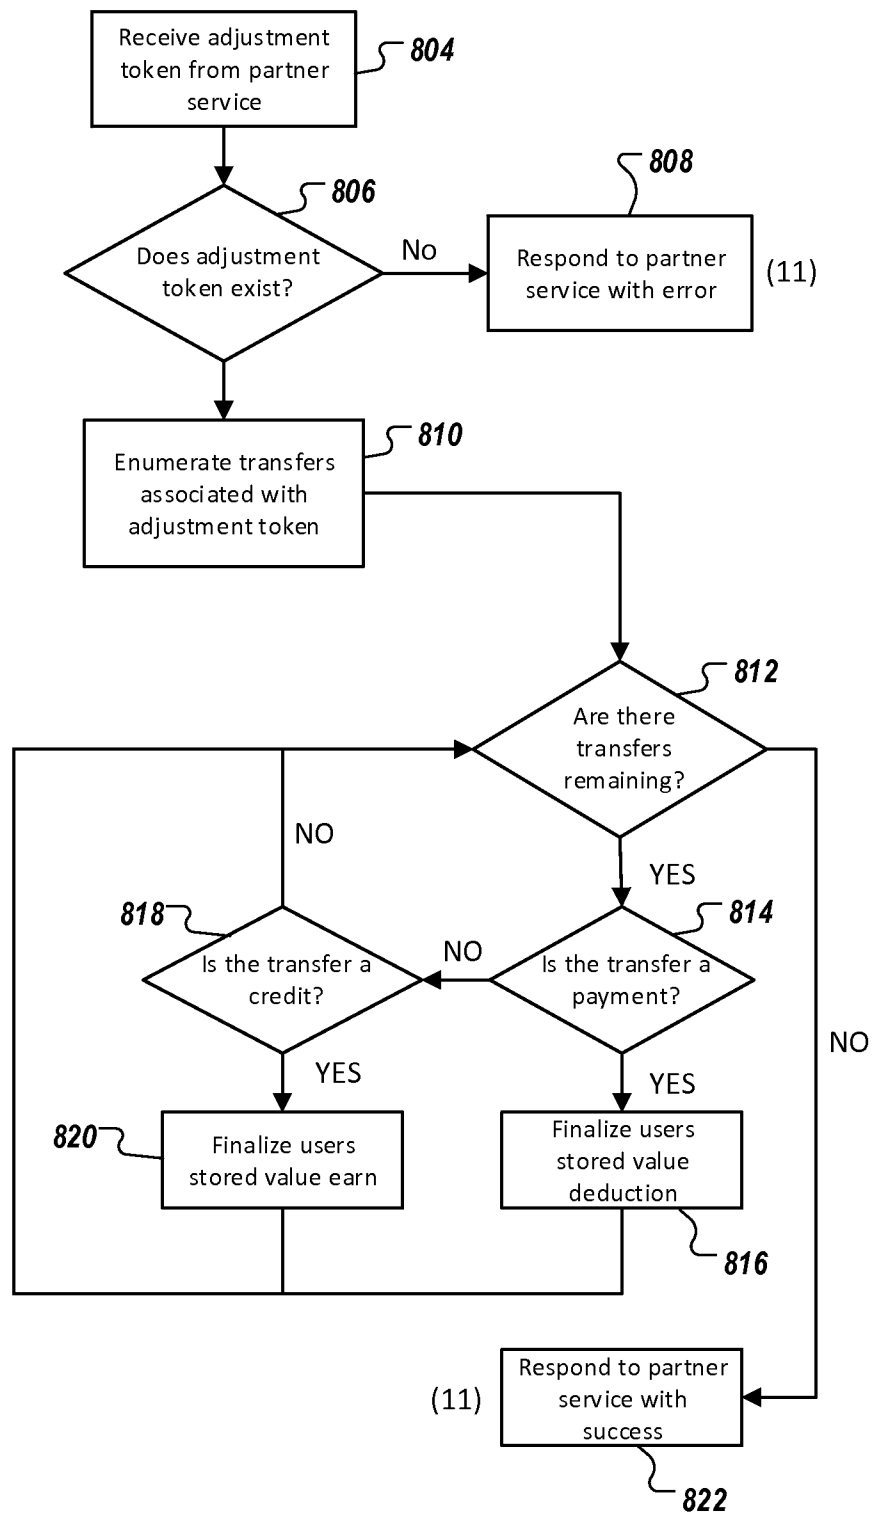 Receive adjustment
token from partner
service
804
806
Does adjustment
token exist?
No
808
Respond to partner
service with error
(11)
810
Enumerate transfers
associated with
adjustment token
812
Are there
transfers
remaining?
NO
YES
818
814
Is the transfer a
credit?
NO
Is the transfer a
payment?
NO
YES
YES
820
Finalize users
stored value earn
Finalize users
stored value
deduction
816
(11)
Respond to partner
service with
success
822